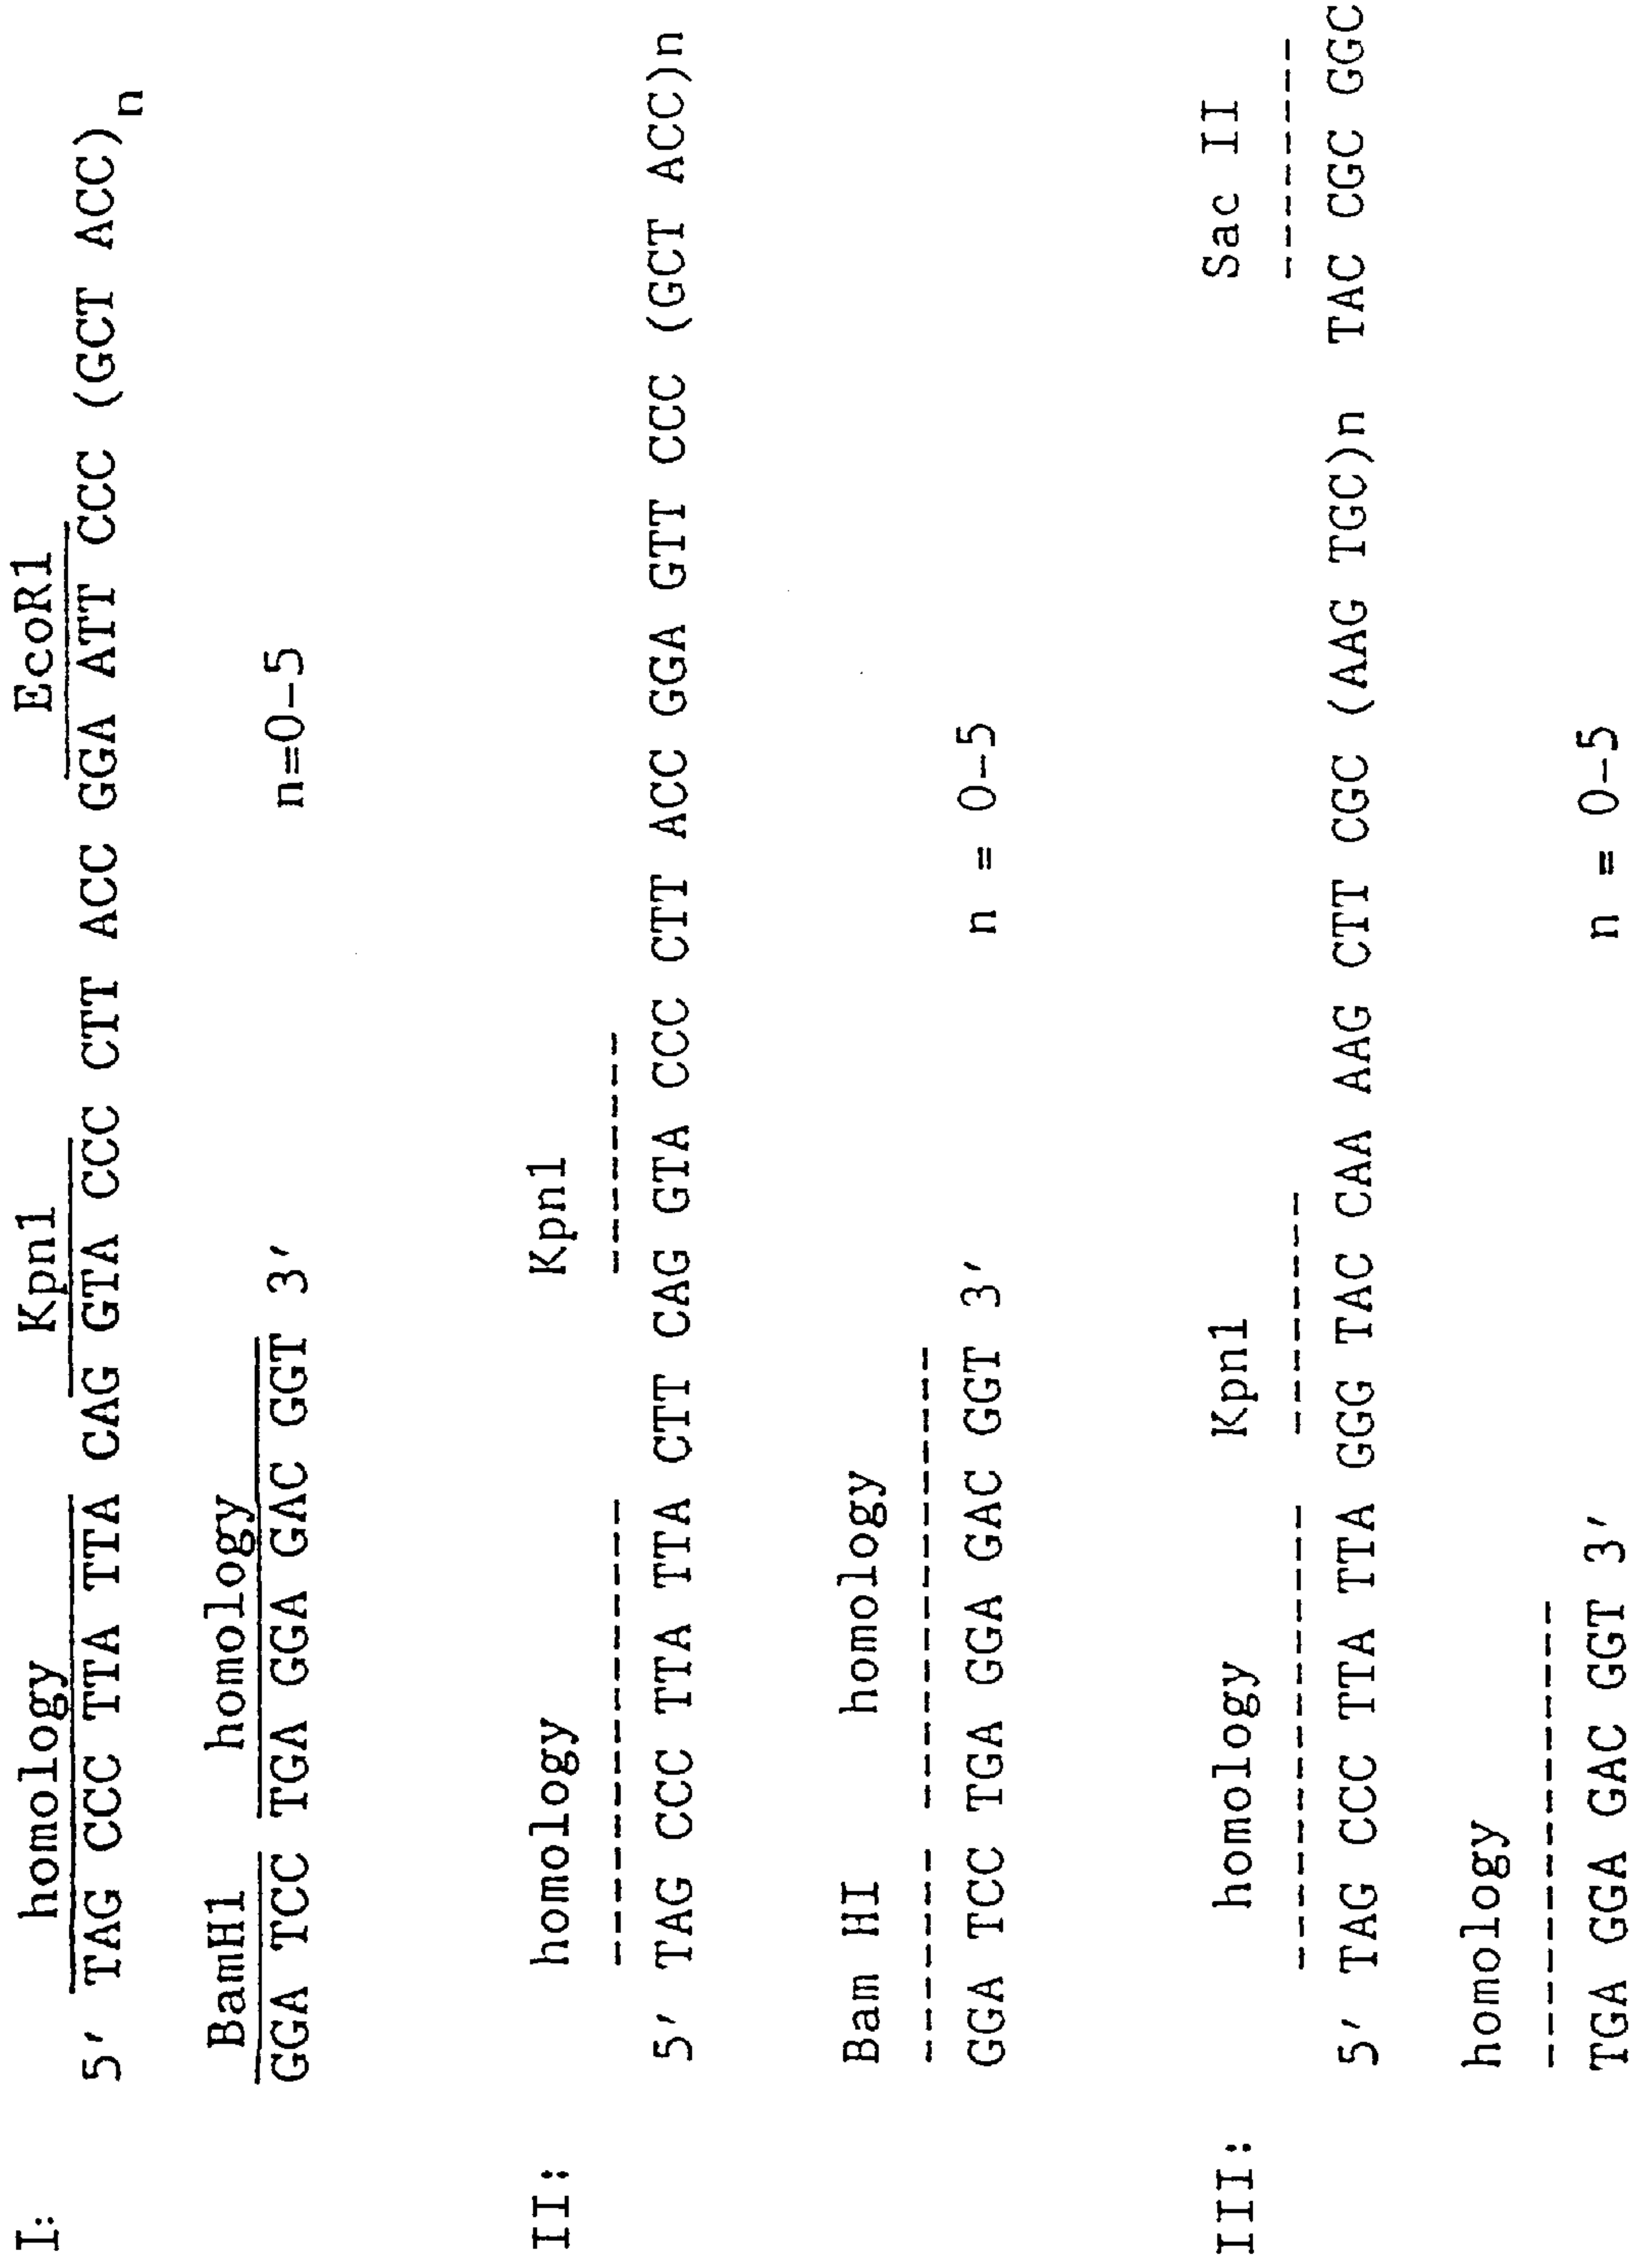 I:
homology Kpn1 EcoR1
5' TAG CCC TTA TTA CAG GTA CCC CTT ACC GGA ATT CCC (GCT ACC)n
BamH1 homology
GGA TCC TGA GGA GAC GGT 3'
n=0-5
II:
homology Kpn1
5' TAG CCC TTA TTA CTT CAG GTA CCC CTT ACC GGA GTT CCC (GCT ACC)n
Bam HI homology
GGA TCC TGA GGA GAC GGT 3'
n = 0-5
III:
homology Kpn1 Sac II
5' TAG CCC TTA TTA GGG TAC CAA AAG CTT CGC (AAG TGC)n TAC CGC GGC
homology
TGA GGA GAC GGT 3'
n = 0-5